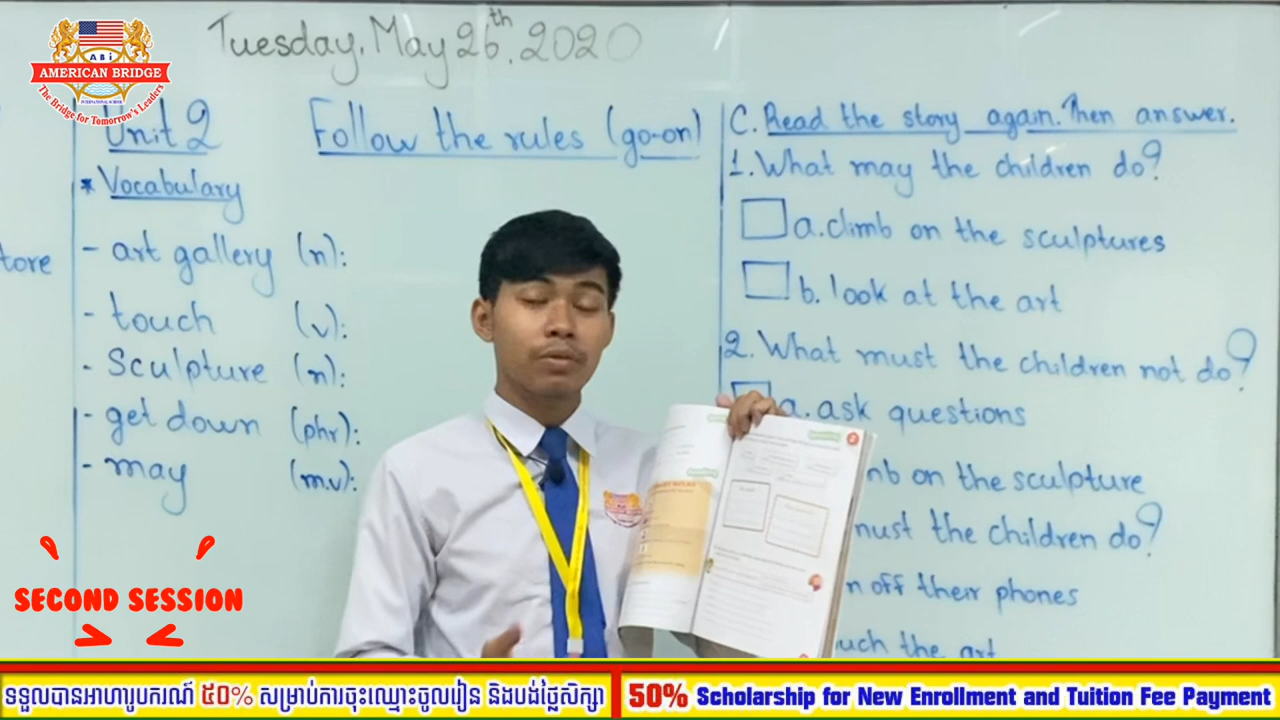 ABi
AMERICAN BRIDGE
INTERNATIONAL SCHOOL
The Bridge for Tomorrow's Leaders
Tuesday, May 26th, 2020
Unit 2 Follow the rules (go-on)
* Vocabulary
- art gallery (n):
- touch (v):
- Sculpture (n):
- get down (phr):
- may (m.v):
tore
C. Read the story again. Then answer.
1. What may the children do?
a. climb on the sculptures
b. look at the art
2. What must the children not do?
a. ask questions
mb on the sculpture
must the children do?
n off their phones
uch the art
SECOND SESSION
ទទួលបានអាហារូបករណ៍ ៥០% សម្រាប់ការចុះឈ្មោះចូលរៀន និងបង់ថ្លៃសិក្សា
50% Scholarship for New Enrollment and Tuition Fee Payment